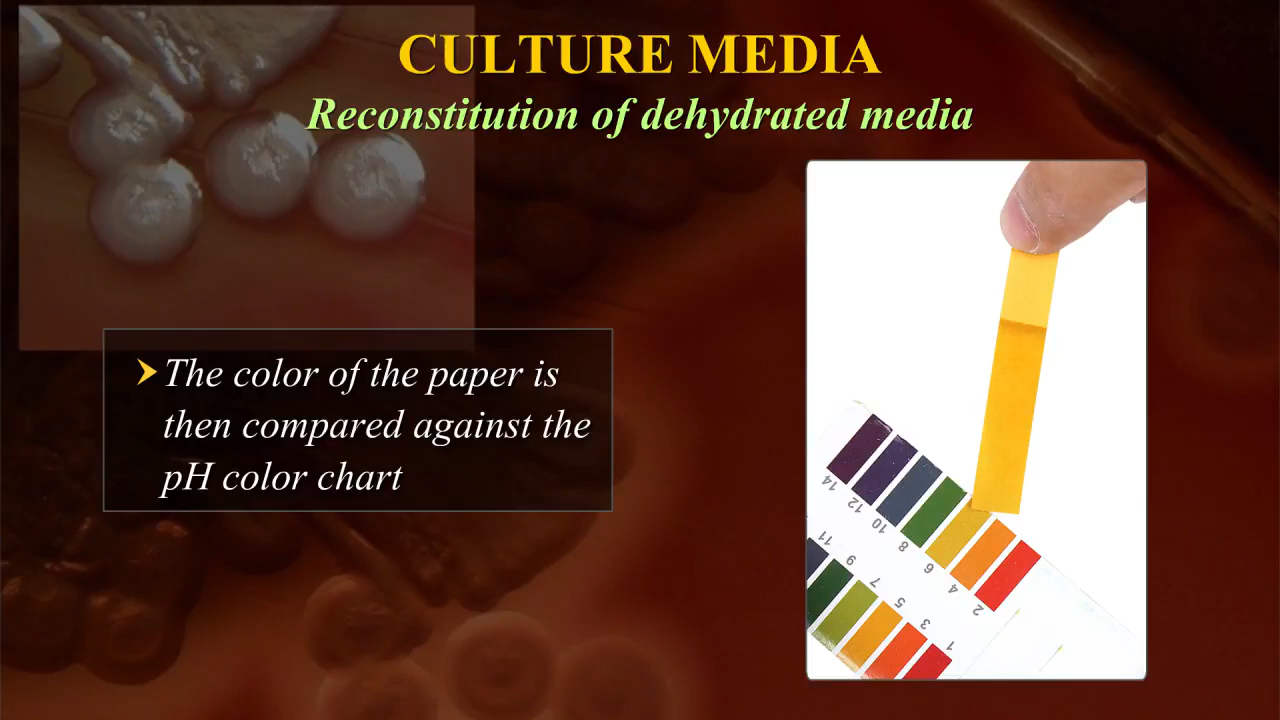 CULTURE MEDIA
Reconstitution of dehydrated media
The color of the paper is
then compared against the
pH color chart
14 12 10 8 6 4 2
11 9 7 5 3 1